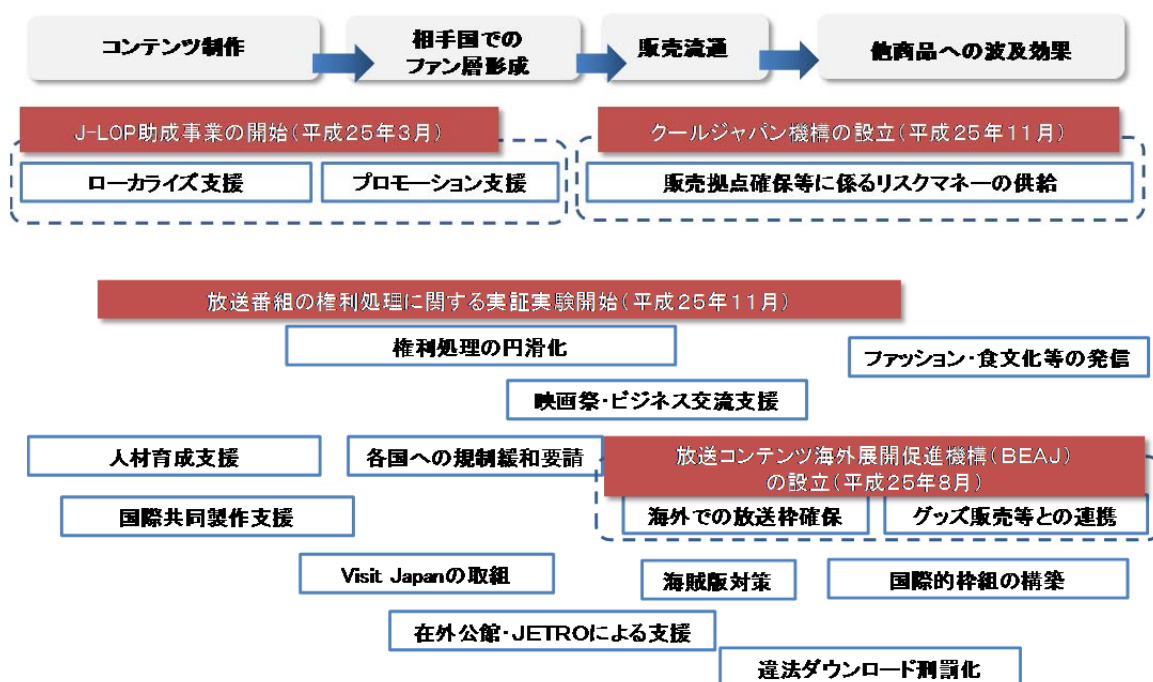 コンテンツ制作
相手国での
ファン層形成
販売流通
他商品への波及効果
J-LOP助成事業の開始(平成25年3月)
クールジャパン機構の設立(平成25年11月)
ローカライズ支援
プロモーション支援
販売拠点確保等に係るリスクマネーの供給
放送番組の権利処理に関する実証実験開始(平成25年11月)
権利処理の円滑化
ファッション・食文化等の発信
映画祭・ビジネス交流支援
人材育成支援
各国への規制緩和要請
放送コンテンツ海外展開促進機構(BEAJ)
の設立(平成25年8月)
国際共同製作支援
海外での放送枠確保
グッズ販売等との連携
Visit Japanの取組
海賊版対策
国際的枠組の構築
在外公館・JETROによる支援
違法ダウンロード刑罰化